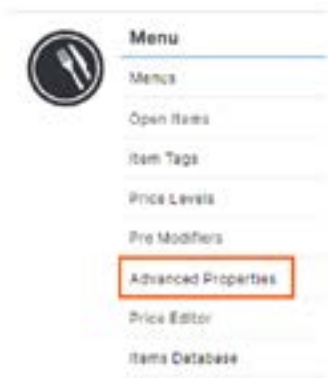 Menu
Menus
Open Items
Item Tags
Price Levels
Pre Modifiers
Advanced Properties
Price Editor
Items Database